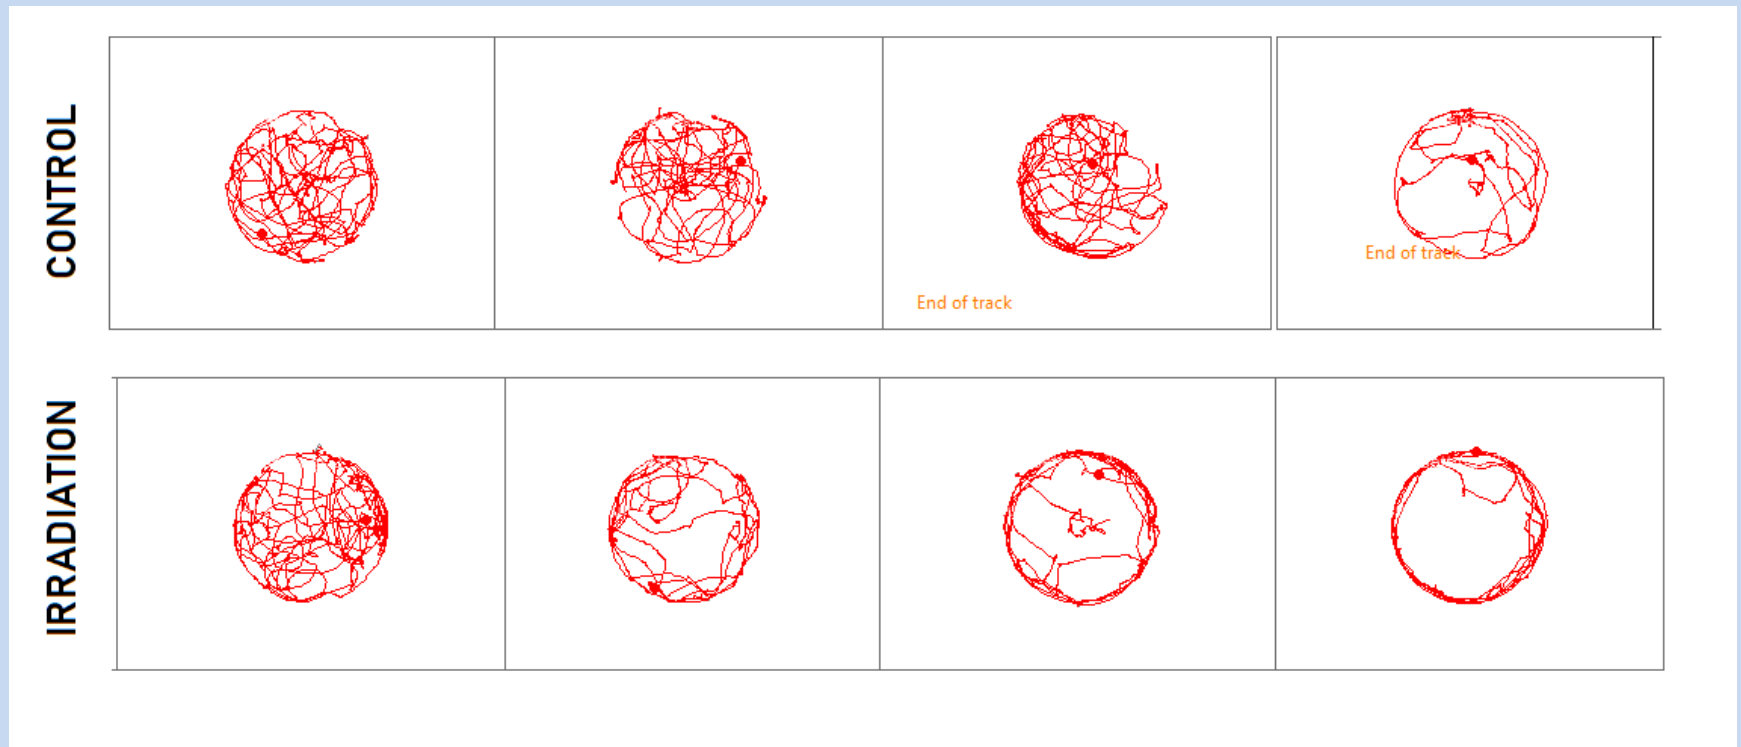 CONTROL
End of track
End of track
IRRADIATION